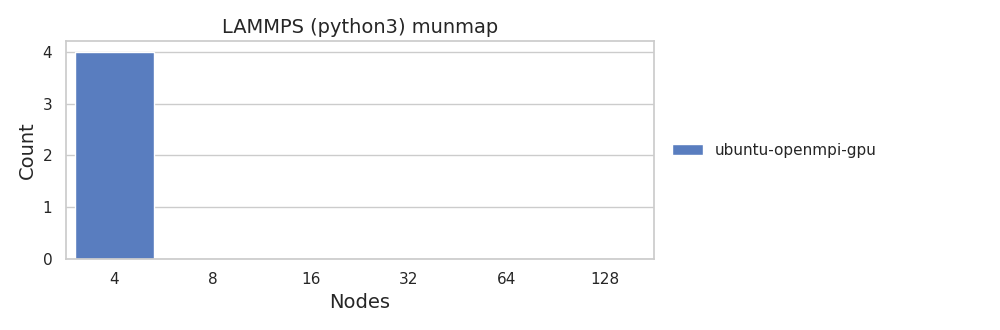 LAMMPS (python3) munmap
4
3
2
1
0
Count
4 8 16 32 64 128
Nodes
ubuntu-openmpi-gpu